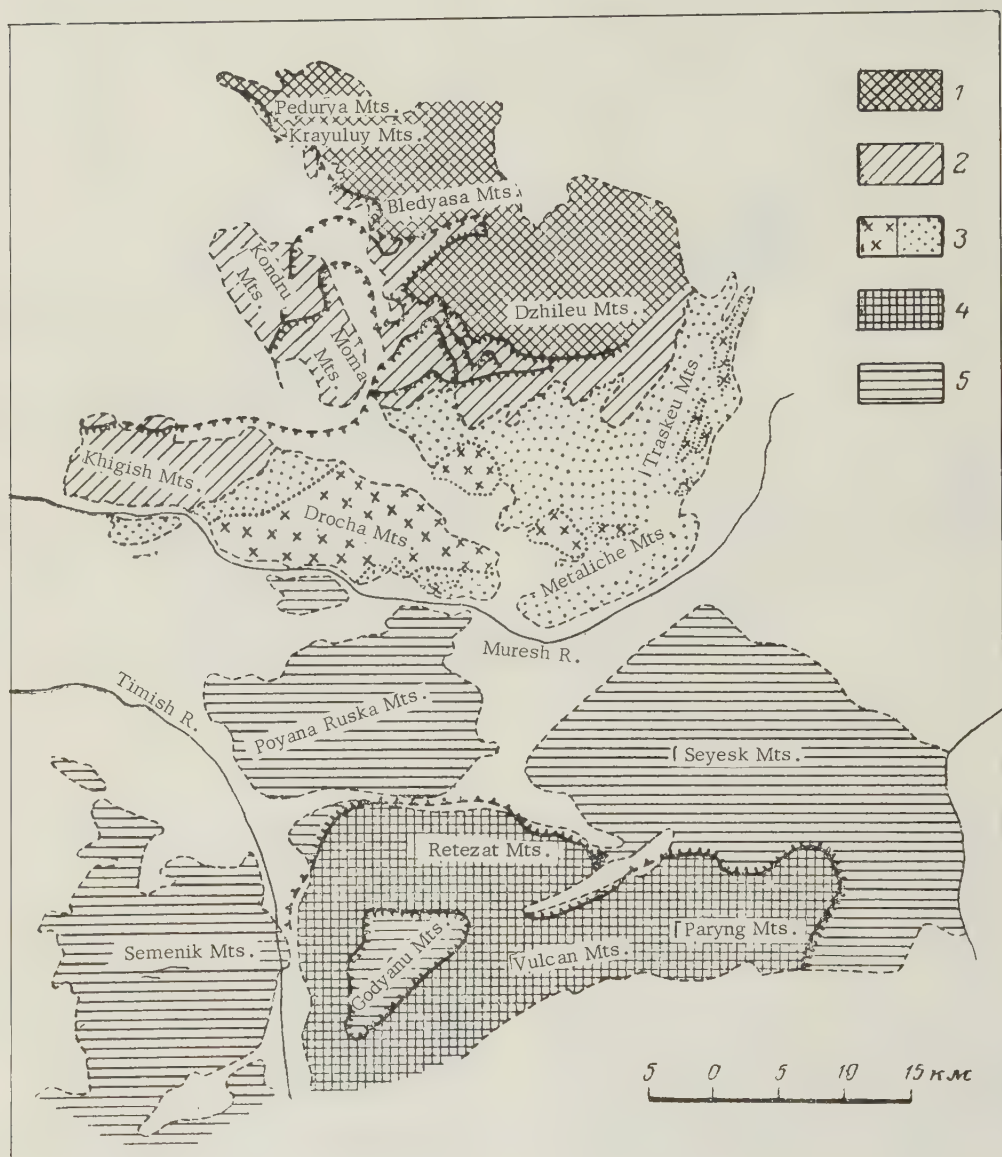 Pedurya Mts.
Krayuluy Mts.
Bledyasa Mts.
Kondru
Mts.
Moma
Mts.
Dzhileu Mts.
Traskeu Mts
Khigish Mts.
Drocha Mts
Metaliche Mts
Muresh R.
Timish R.
Poyana Ruska Mts.
Seyesk Mts.
Retezat Mts.
Semenik Mts.
Godyanu Mts.
Vulcan Mts.
Paryng Mts.
1
2
3
4
5
5 0 5 10 15 км